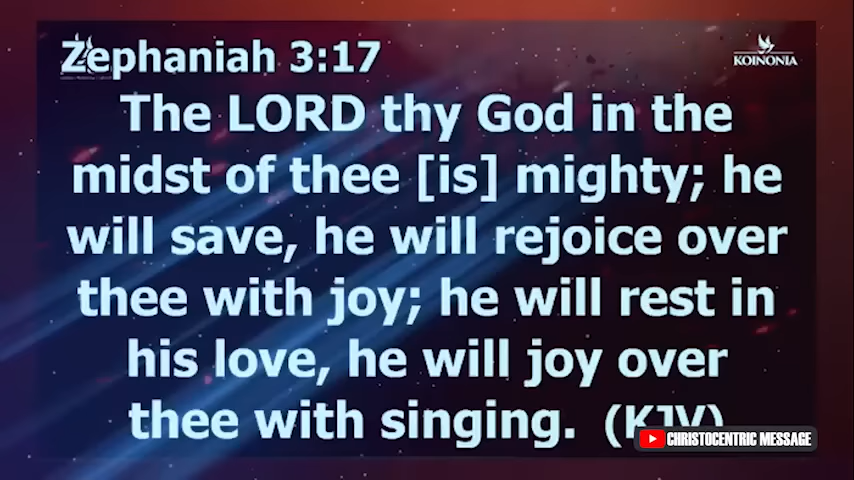 Zephaniah 3:17
KOINONIA
The LORD thy God in the
midst of thee [is] mighty; he
will save, he will rejoice over
thee with joy; he will rest in
his love, he will joy over
thee with singing. (KJV)
CHRISTOCENTRIC MESSAGE